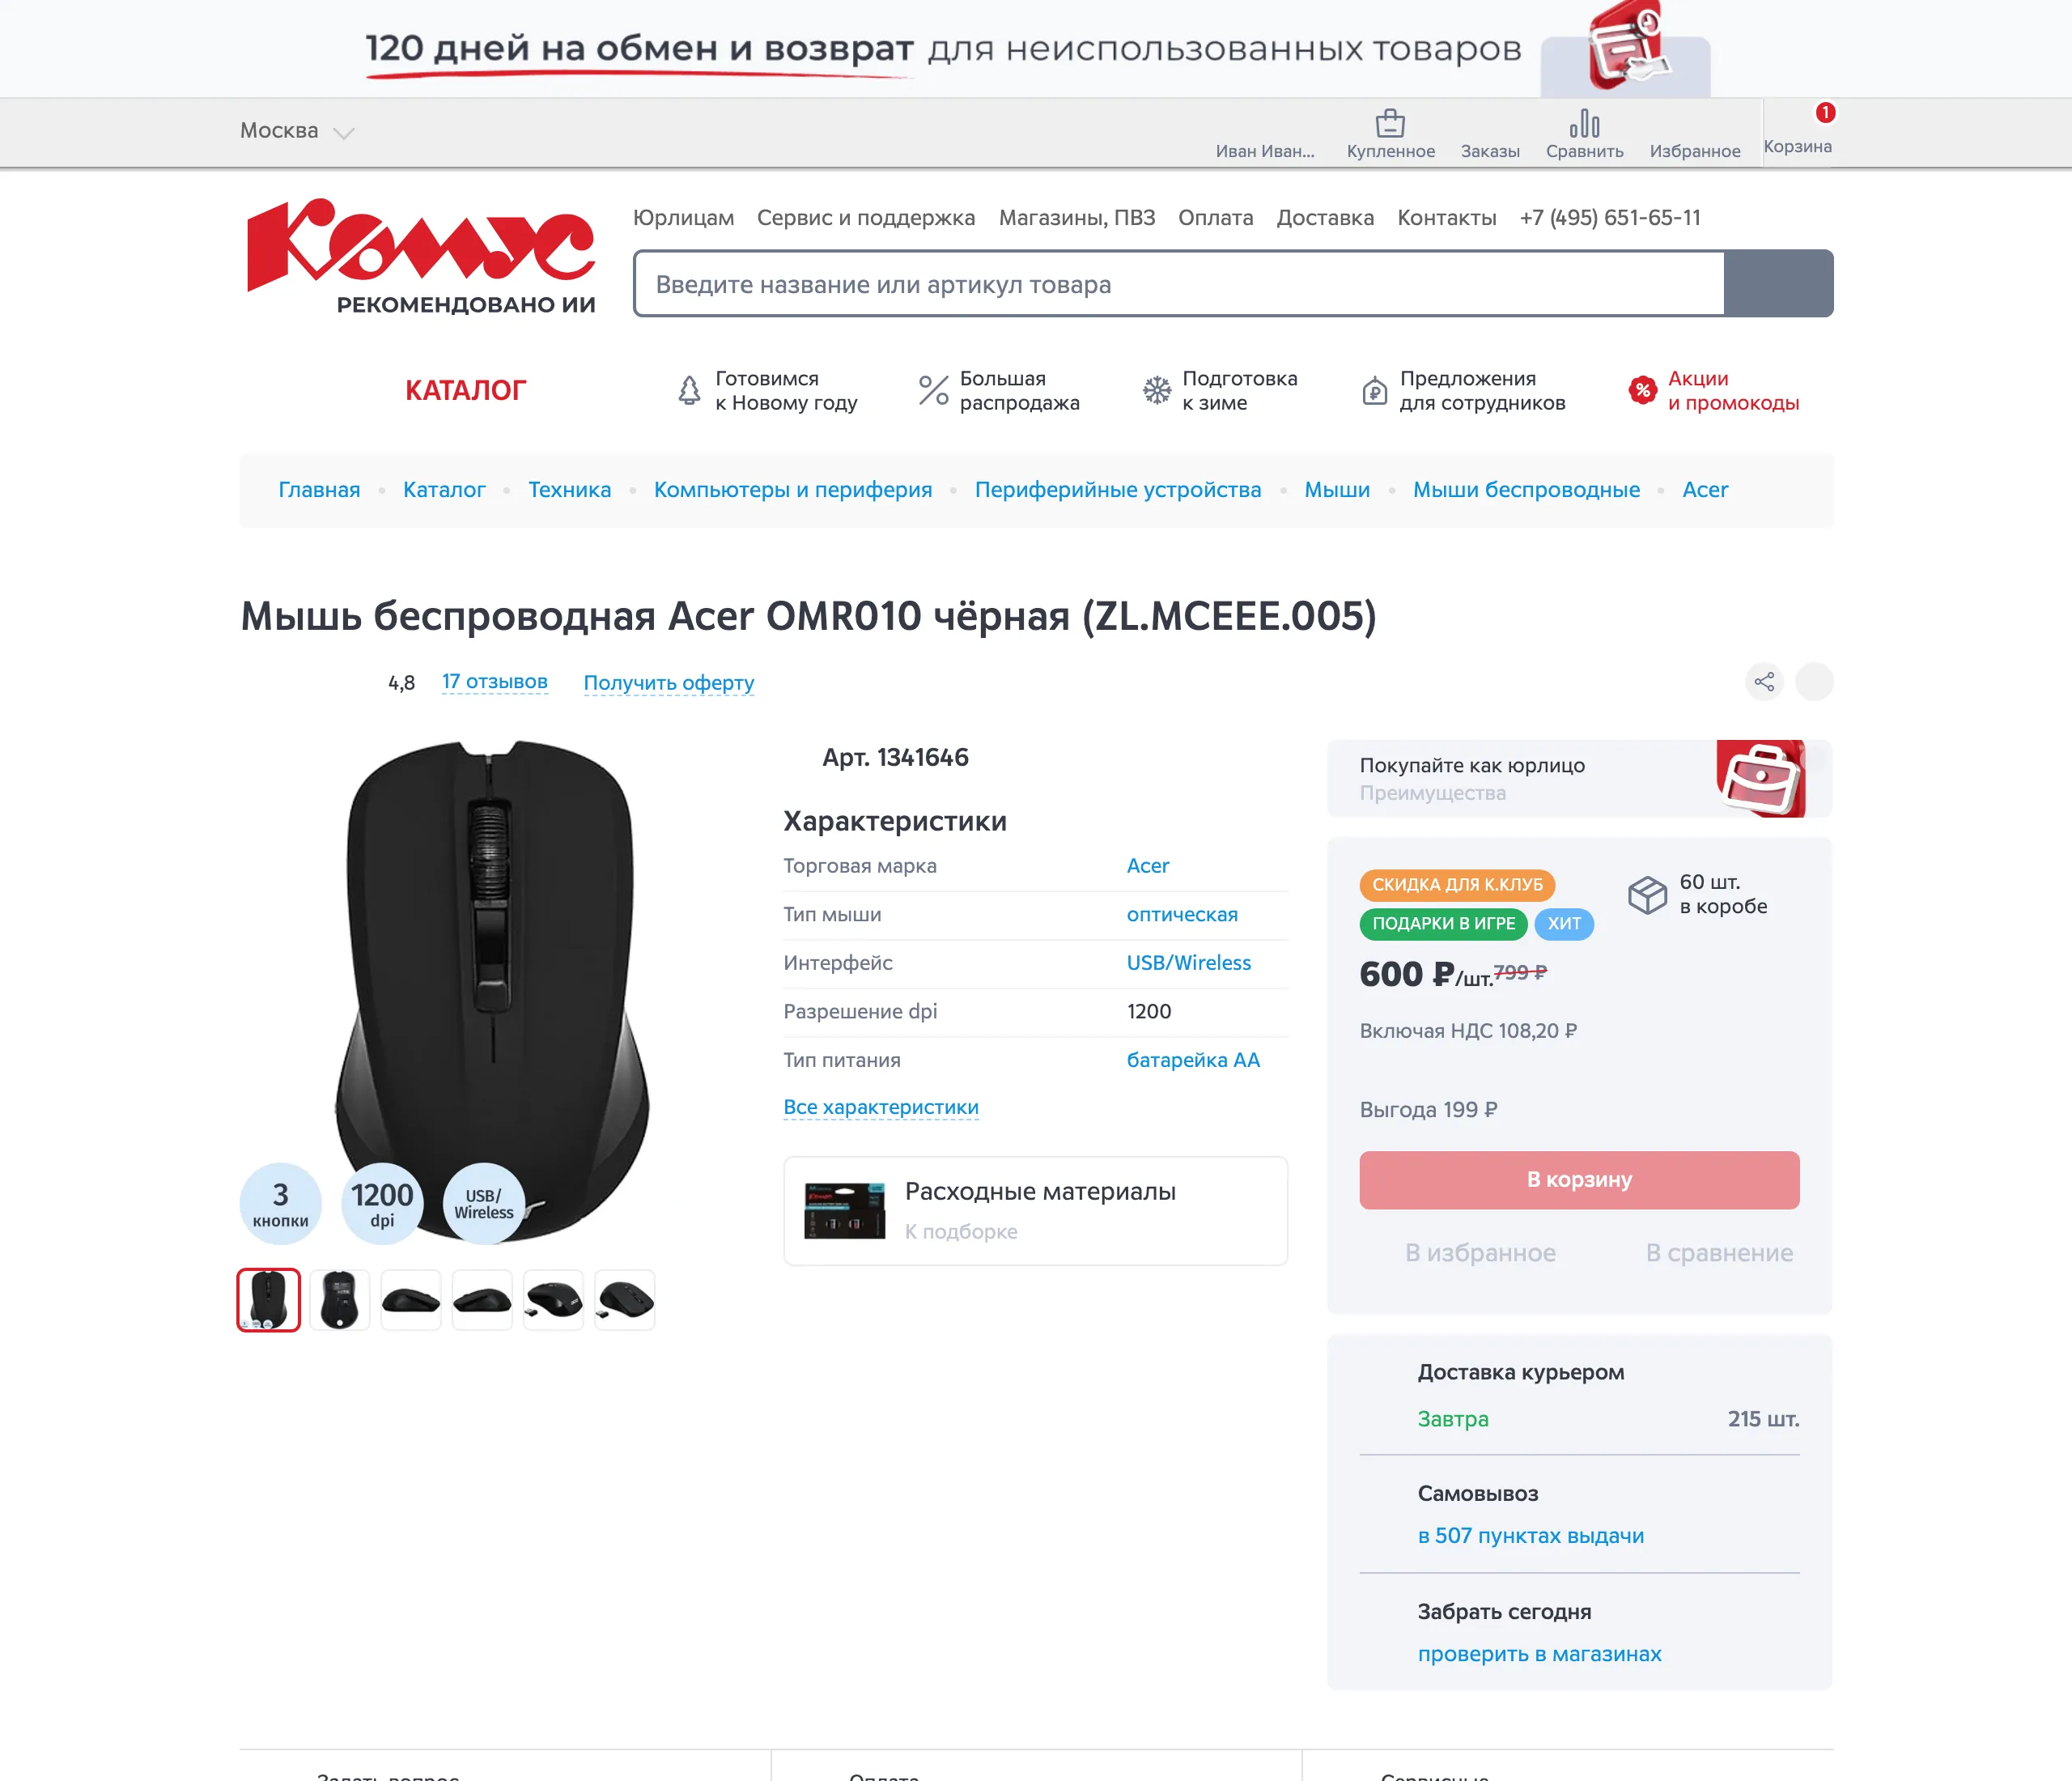 120 дней на обмен и возврат для неиспользованных товаров
Москва
Иван Иван...
Купленное
Заказы
Сравнить
Избранное
Корзина
1
Комус
РЕКОМЕНДОВАНО ИИ
Юрлицам Сервис и поддержка Магазины, ПВЗ Оплата Доставка Контакты +7 (495) 651-65-11
Введите название или артикул товара
КАТАЛОГ
Готовимся
к Новому году
Большая
распродажа
Подготовка
к зиме
Предложения
для сотрудников
Акции
и промокоды
Главная • Каталог • Техника • Компьютеры и периферия • Периферийные устройства • Мыши • Мыши беспроводные • Acer
Мышь беспроводная Acer OMR010 чёрная (ZL.MCEEE.005)
4,8 17 отзывов Получить оферту
3
кнопки
1200
dpi
USB/
Wireless
Арт. 1341646
Характеристики
Торговая марка Acer
Тип мыши оптическая
Интерфейс USB/Wireless
Разрешение dpi 1200
Тип питания батарейка AA
Все характеристики
Расходные материалы
К подборке
Покупайте как юрлицо
Преимущества
СКИДКА ДЛЯ К.КЛУБ
ПОДАРКИ В ИГРЕ ХИТ
60 шт.
в коробе
600 ₽/шт. 799 ₽
Включая НДС 108,20 ₽
Выгода 199 ₽
В корзину
В избранное В сравнение
Доставка курьером
Завтра 215 шт.
Самовывоз
в 507 пунктах выдачи
Забрать сегодня
проверить в магазинах
Задать вопрос Оплата Сервисные